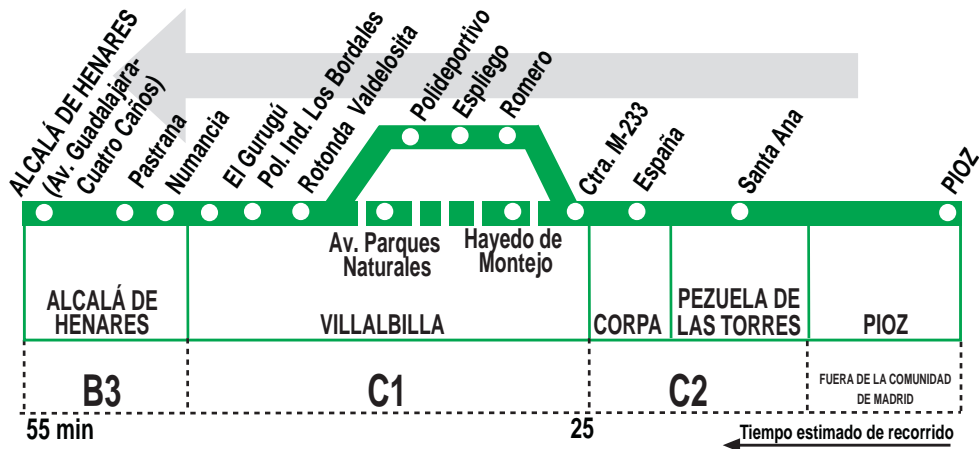 ALCALÁ DE HENARES
(Av. Guadalajara-
Cuatro Caños)
Pastrana
Numancia
El Gurugú
Pol. Ind. Los Bordales
Rotonda Valdelosita
Polideportivo
Espliego
Romero
Ctra. M-233
España
Santa Ana
PIOZ
Av. Parques
Naturales
Hayedo de
Montejo
ALCALÁ DE
HENARES
VILLALBILLA
CORPA
PEZUELA DE
LAS TORRES
PIOZ
B3
C1
C2
FUERA DE LA COMUNIDAD
DE MADRID
55 min
25
Tiempo estimado de recorrido